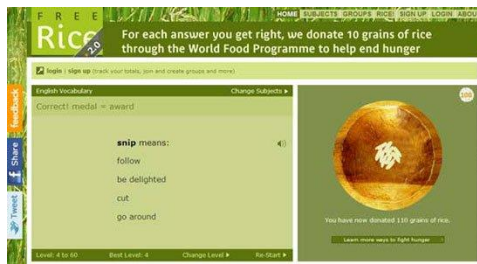 FREE
HOME SUBJECTS GROUPS RICE SIGN UP LOGIN ABOU
Rice 2.0
For each answer you get right, we donate 10 grains of rice
through the World Food Programme to help end hunger
login | sign up (track your totals, join and create groups and more)
English Vocabulary
Change Subjects
Correct! medal = award
100
snip means:
follow
be delighted
cut
go around
You have now donated 110 grains of rice.
Learn more ways to fight hunger
Level: 4 to 60
Best Level: 4
Change Level
Re-Start
feedback
Share
Tweet